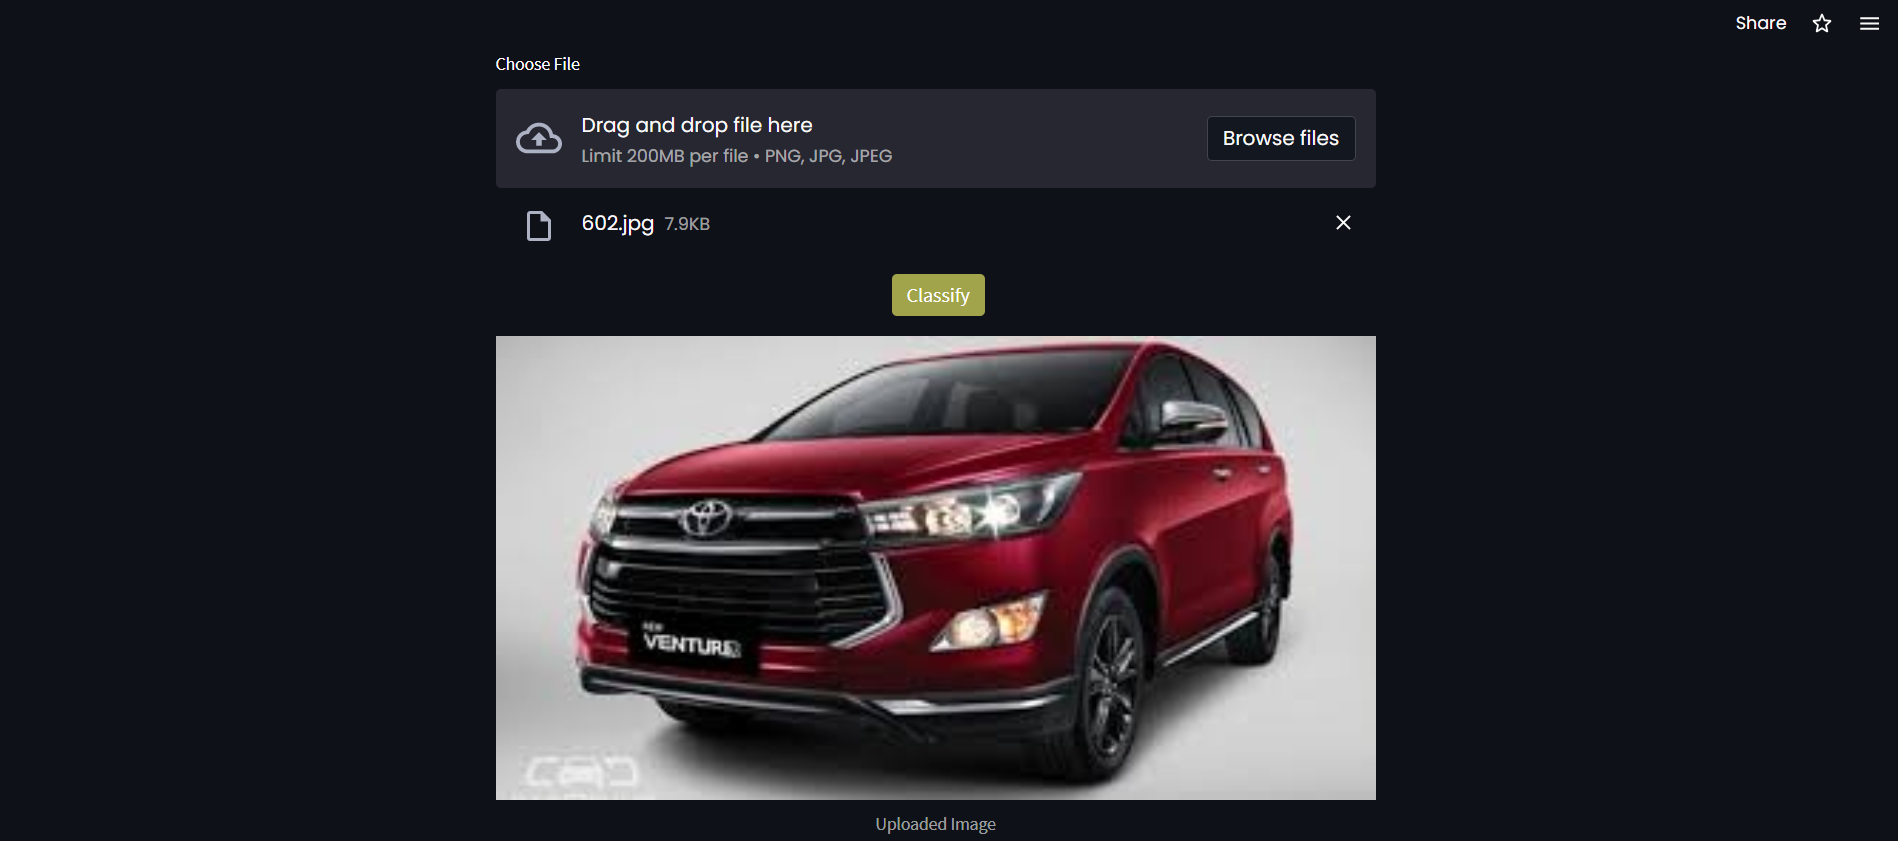 Share
Choose File
Drag and drop file here
Limit 200MB per file • PNG, JPG, JPEG
Browse files
602.jpg 7.9KB
Classify
NEW
VENTURER
CAR
Uploaded Image